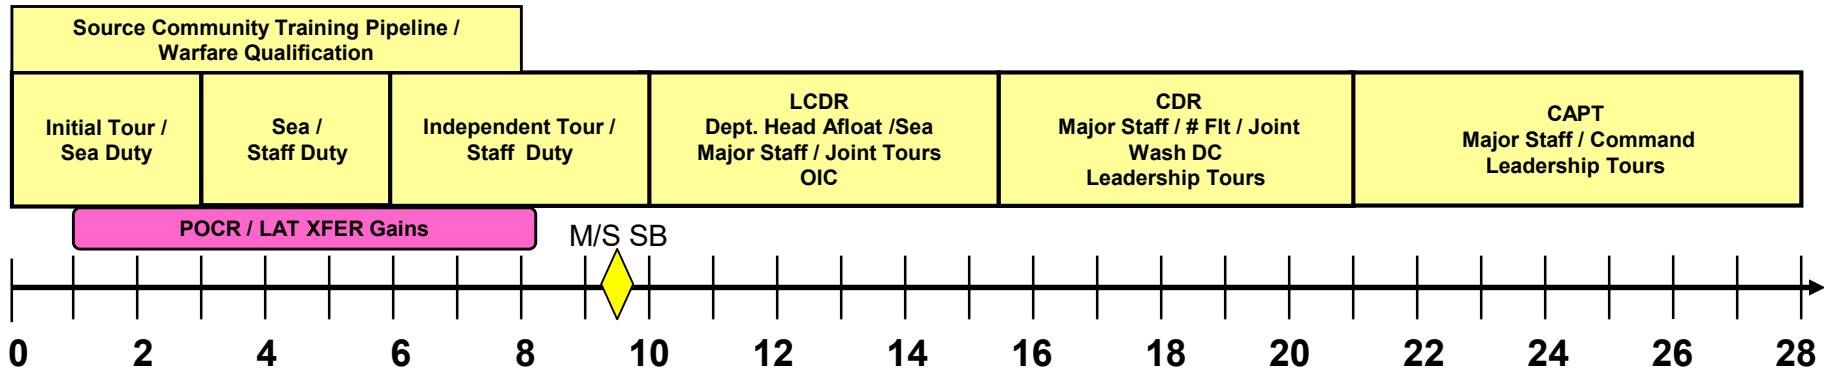 Source Community Training Pipeline /
Warfare Qualification
Initial Tour /
Sea Duty
Sea /
Staff Duty
Independent Tour /
Staff Duty
LCDR
Dept. Head Afloat /Sea
Major Staff / Joint Tours
OIC
CDR
Major Staff / # Flt / Joint
Wash DC
Leadership Tours
CAPT
Major Staff / Command
Leadership Tours
POCR / LAT XFER Gains
M/S SB
0 2 4 6 8 10 12 14 16 18 20 22 24 26 28